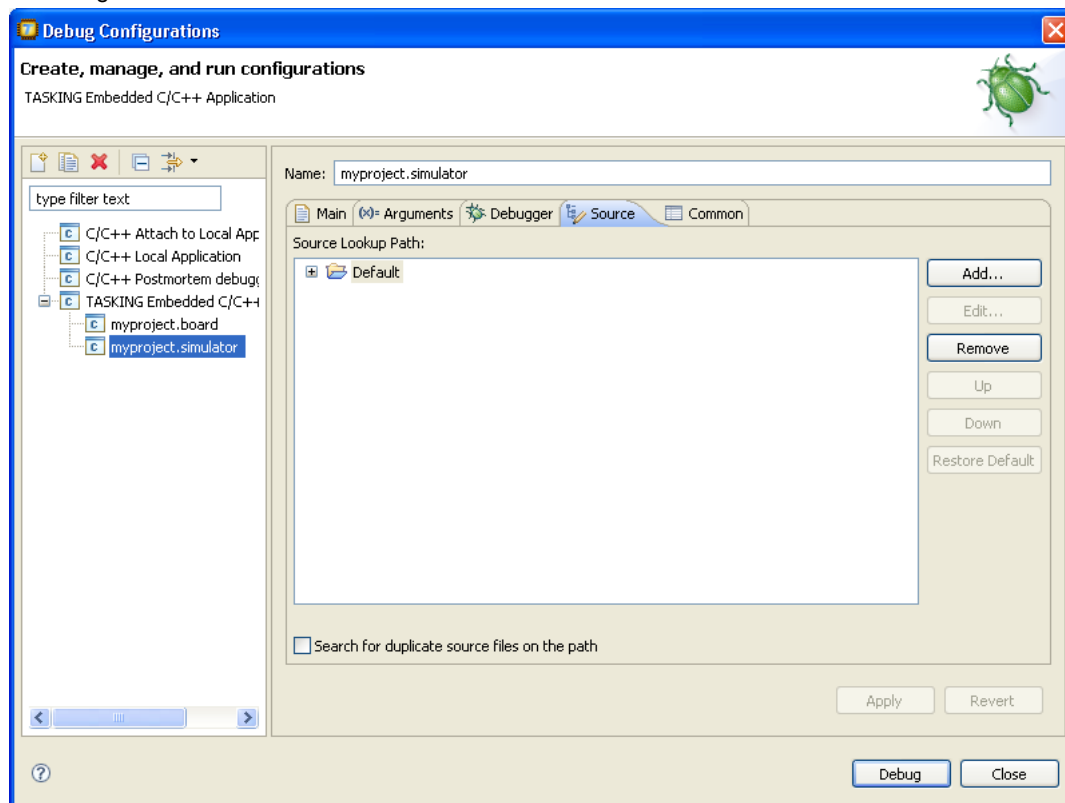 Debug Configurations
Create, manage, and run configurations
TASKING Embedded C/C++ Application
type filter text
C/C++ Attach to Local App
C/C++ Local Application
C/C++ Postmortem debugg
TASKING Embedded C/C++
myproject.board
myproject.simulator
Name: myproject.simulator
Main (x)= Arguments Debugger Source Common
Source Lookup Path:
Default
Add...
Edit...
Remove
Up
Down
Restore Default
Search for duplicate source files on the path
Apply Revert
Debug Close